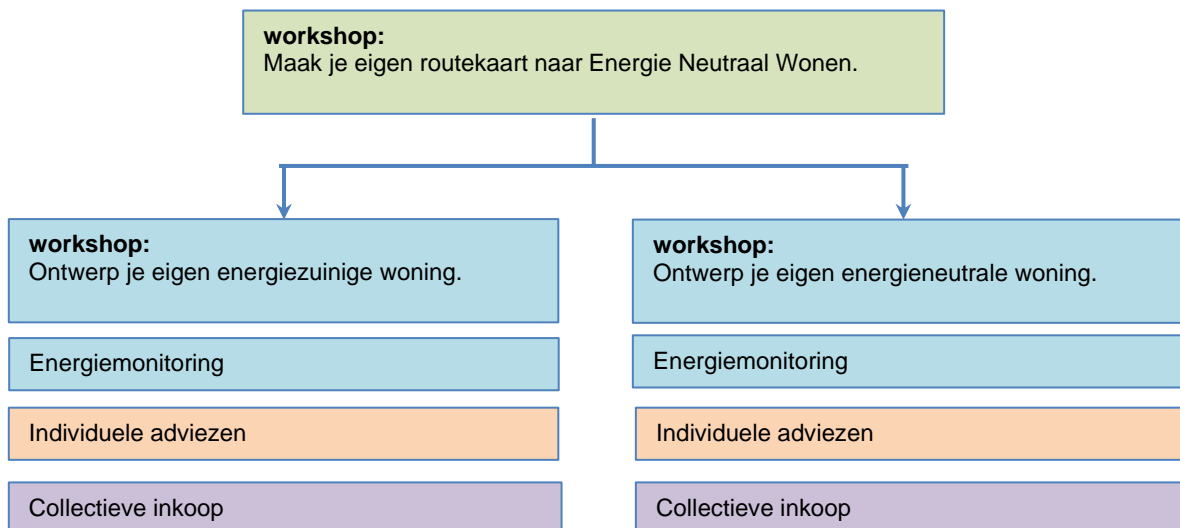 workshop:
Maak je eigen routekaart naar Energie Neutraal Wonen.
workshop:
Ontwerp je eigen energiezuinige woning.
Energiemonitoring
Individuele adviezen
Collectieve inkoop
workshop:
Ontwerp je eigen energieneutrale woning.
Energiemonitoring
Individuele adviezen
Collectieve inkoop